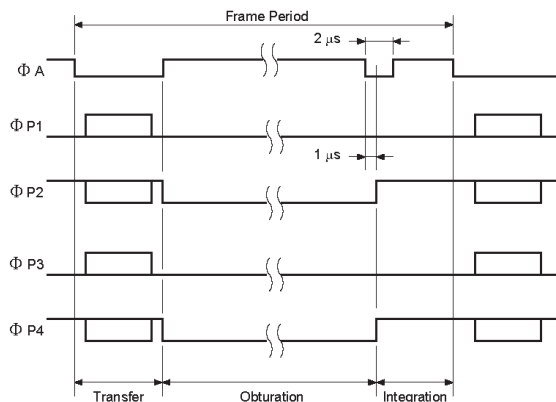 Frame Period
2 μs
Φ A
Φ P1
1 μs
Φ P2
Φ P3
Φ P4
Transfer
Obturation
Integration